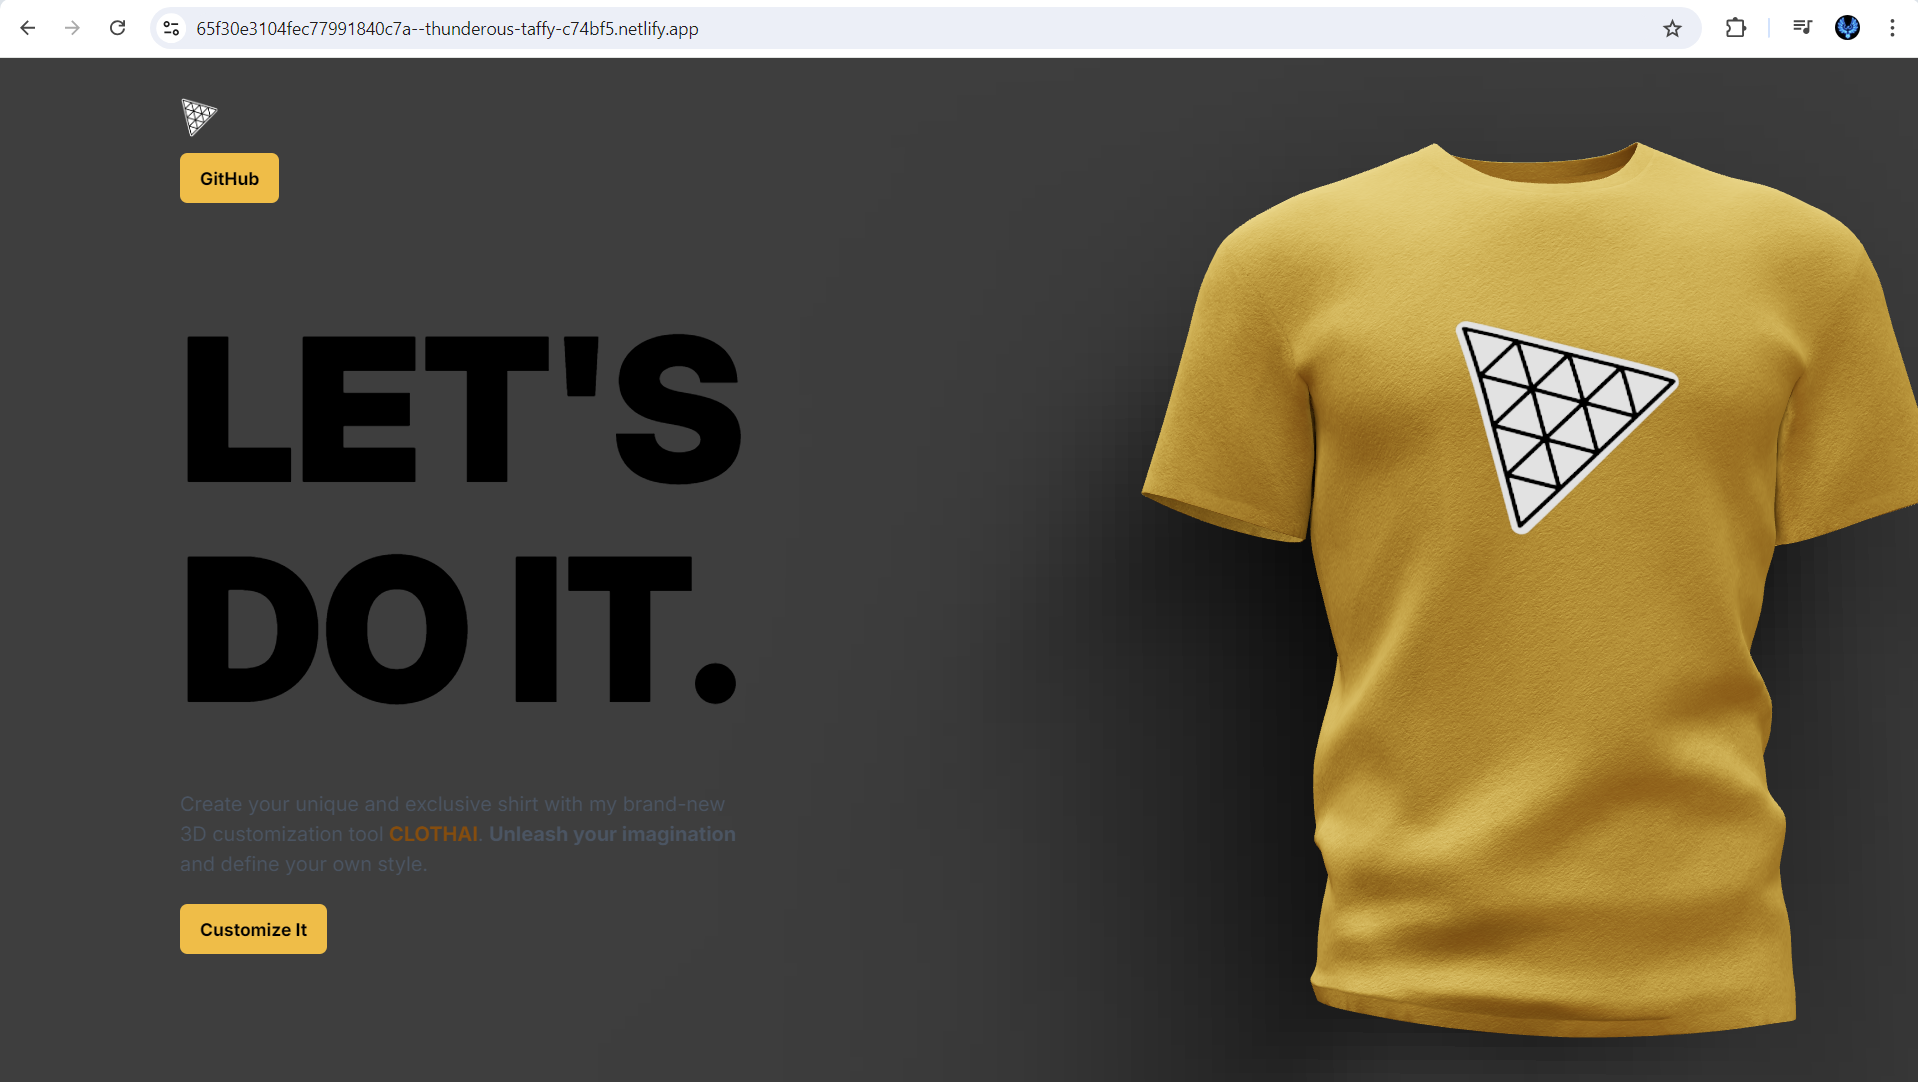 65f30e3104fec77991840c7a--thunderous-taffy-c74bf5.netlify.app
GitHub
LET'S
DO IT.
Create your unique and exclusive shirt with my brand-new
3D customization tool CLOTHAI. Unleash your imagination
and define your own style.
Customize It